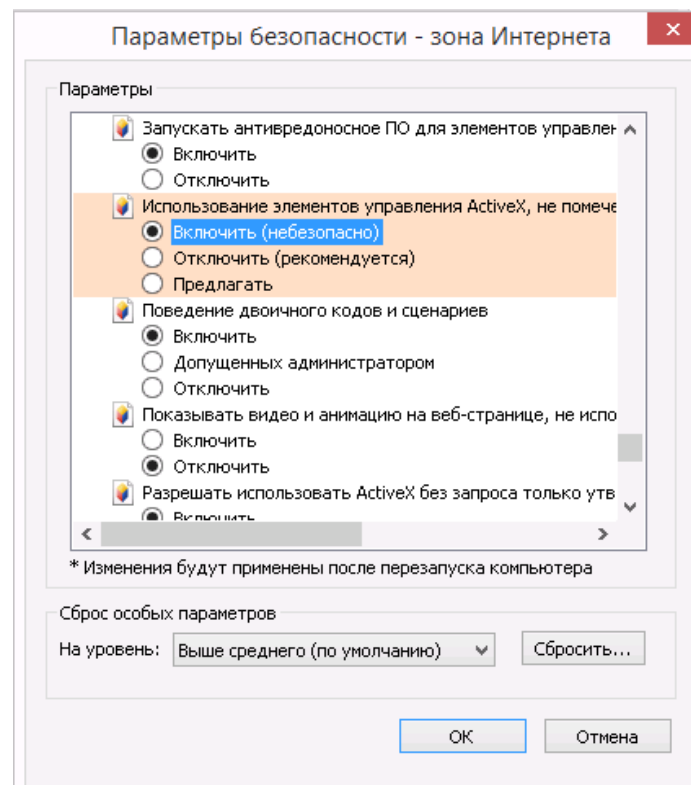 Параметры безопасности - зона Интернета
Параметры
Запускать антивредоносное ПО для элементов управлен
Включить
Отключить
Использование элементов управления ActiveX, не помече
Включить (небезопасно)
Отключить (рекомендуется)
Предлагать
Поведение двоичного кодов и сценариев
Включить
Допущенных администратором
Отключить
Показывать видео и анимацию на веб-странице, не испо
Включить
Отключить
Разрешать использовать ActiveX без запроса только утв
Включить
* Изменения будут применены после перезапуска компьютера
Сброс особых параметров
На уровень: Выше среднего (по умолчанию) Сбросить...
ОК Отмена